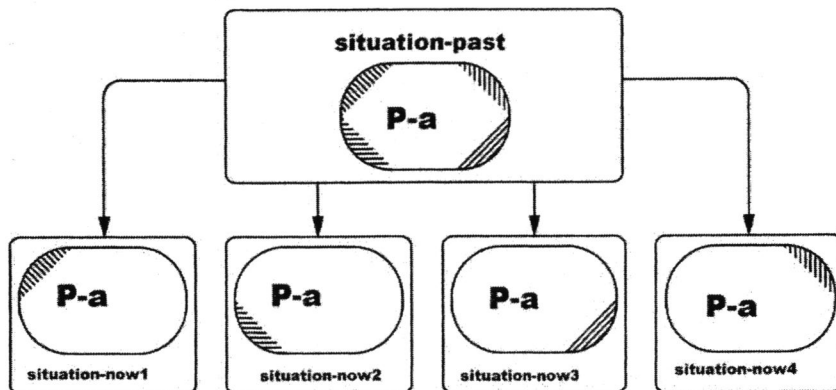 situation-past
P-a
P-a
situation-now1
P-a
situation-now2
P-a
situation-now3
P-a
situation-now4